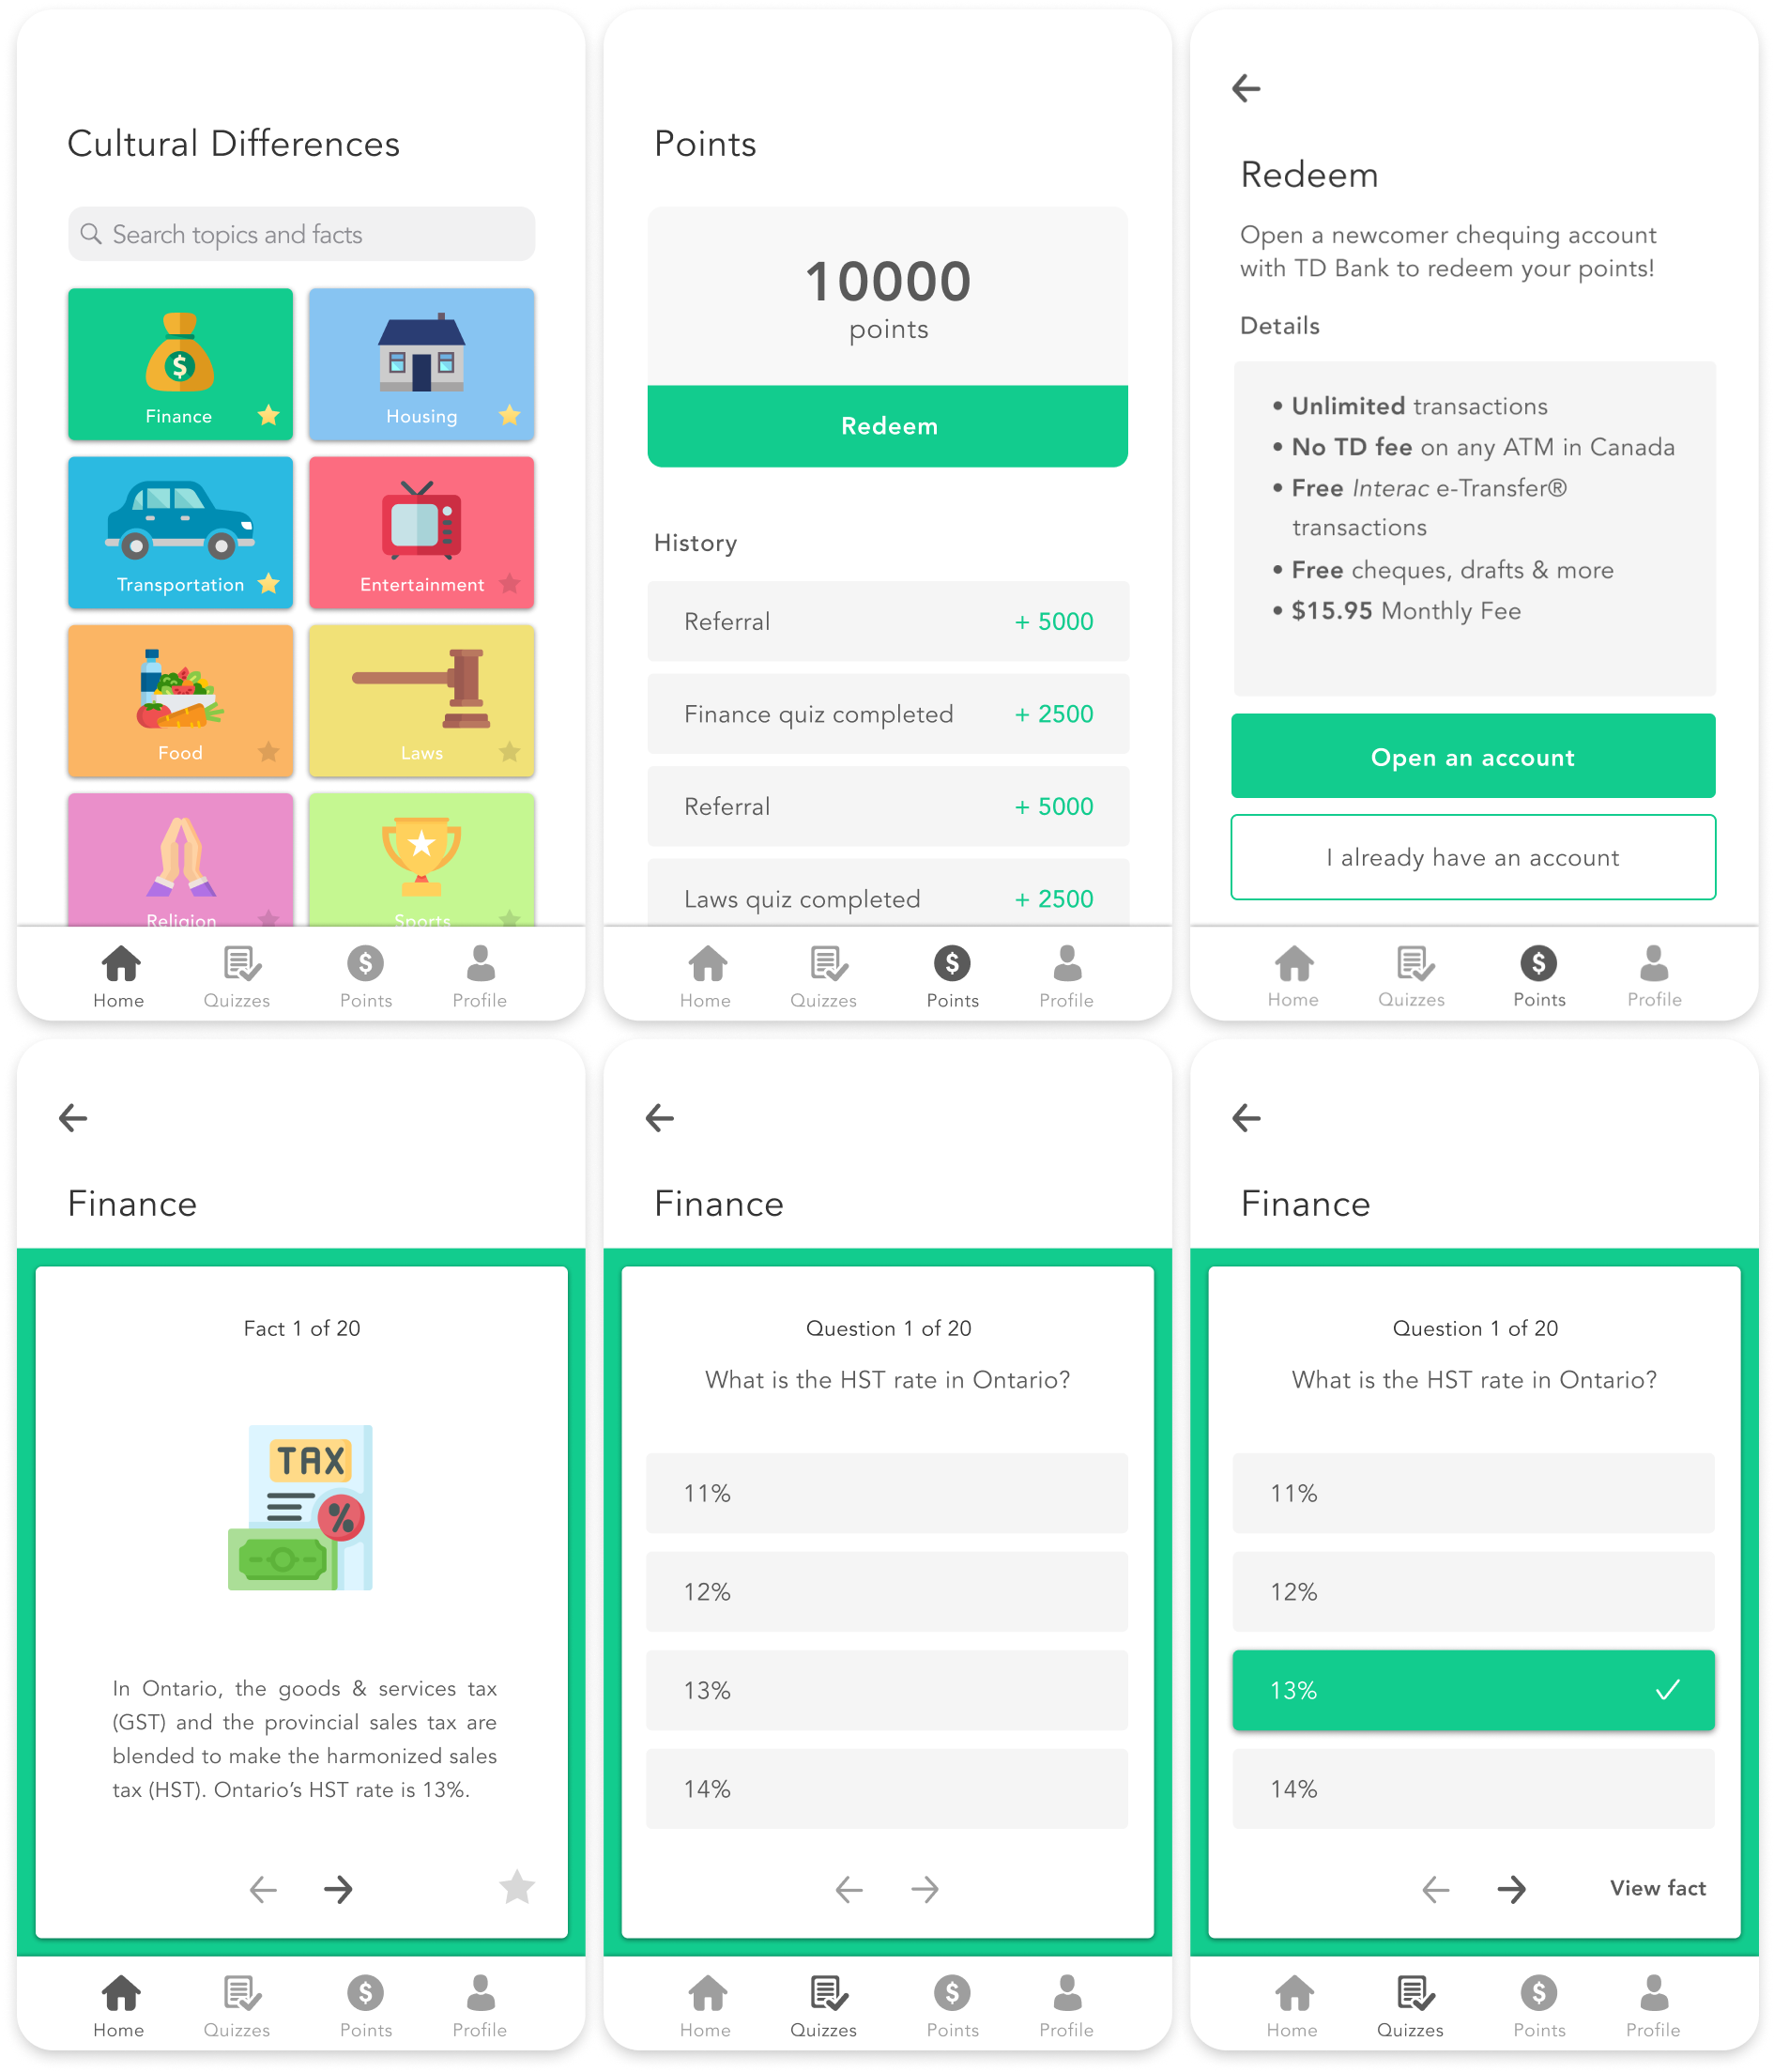 Cultural Differences
Search topics and facts
$
Finance
Housing
Transportation
Entertainment
Food
Laws
Religion
Sports
$
Home
Quizzes
Points
Profile
Points
10000
points
Redeem
History
Referral + 5000
Finance quiz completed + 2500
Referral + 5000
Laws quiz completed + 2500
$
Home
Quizzes
Points
Profile
Redeem
Open a newcomer chequing account
with TD Bank to redeem your points!
Details
• Unlimited transactions
• No TD fee on any ATM in Canada
• Free Interac e-Transfer®
transactions
• Free cheques, drafts & more
• $15.95 Monthly Fee
Open an account
I already have an account
$
Home
Quizzes
Points
Profile
Finance
Fact 1 of 20
TAX
%
In Ontario, the goods & services tax
(GST) and the provincial sales tax are
blended to make the harmonized sales
tax (HST). Ontario’s HST rate is 13%.
$
Home
Quizzes
Points
Profile
Finance
Question 1 of 20
What is the HST rate in Ontario?
11%
12%
13%
14%
$
Home
Quizzes
Points
Profile
Finance
Question 1 of 20
What is the HST rate in Ontario?
11%
12%
13%
14%
View fact
$
Home
Quizzes
Points
Profile